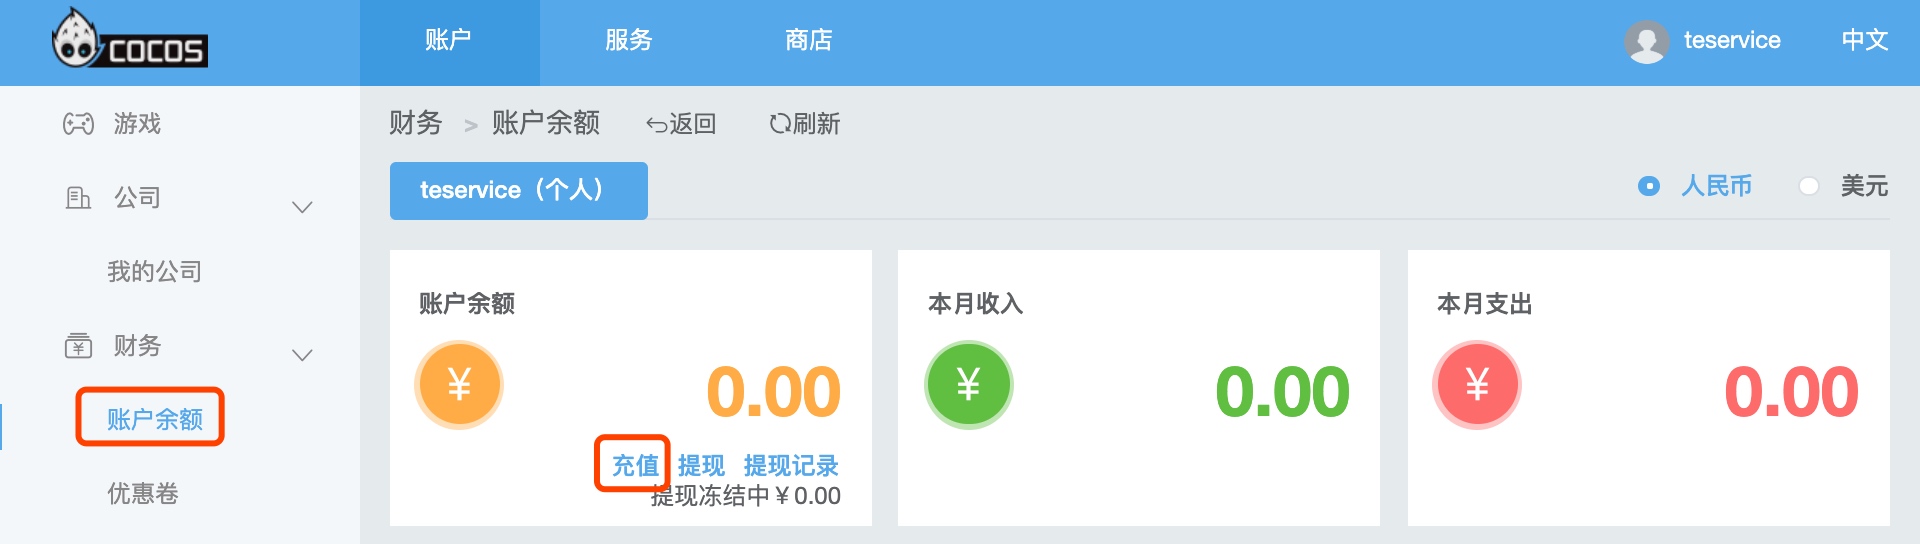 COCOS
账户 服务 商店 teservice 中文
游戏
公司
我的公司
财务
账户余额
优惠卷
财务 > 账户余额 返回 刷新
teservice（个人） 人民币 美元
账户余额
¥ 0.00
充值 提现 提现记录
提现冻结中¥0.00
本月收入
¥ 0.00
本月支出
¥ 0.00